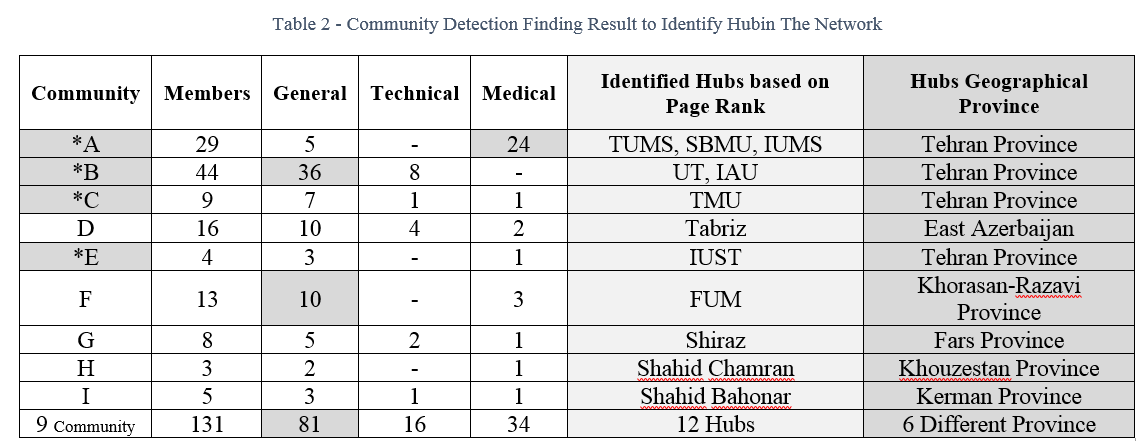 Table 2 - Community Detection Finding Result to Identify Hubin The Network
Community Members General Technical Medical Identified Hubs based on Page Rank Hubs Geographical Province
*A 29 5 - 24 TUMS, SBMU, IUMS Tehran Province
*B 44 36 8 - UT, IAU Tehran Province
*C 9 7 1 1 TMU Tehran Province
D 16 10 4 2 Tabriz East Azerbaijan
*E 4 3 - 1 IUST Tehran Province
F 13 10 - 3 FUM Khorasan-Razavi Province
G 8 5 2 1 Shiraz Fars Province
H 3 2 - 1 Shahid Chamran Khouzestan Province
I 5 3 1 1 Shahid Bahonar Kerman Province
9 Community 131 81 16 34 12 Hubs 6 Different Province